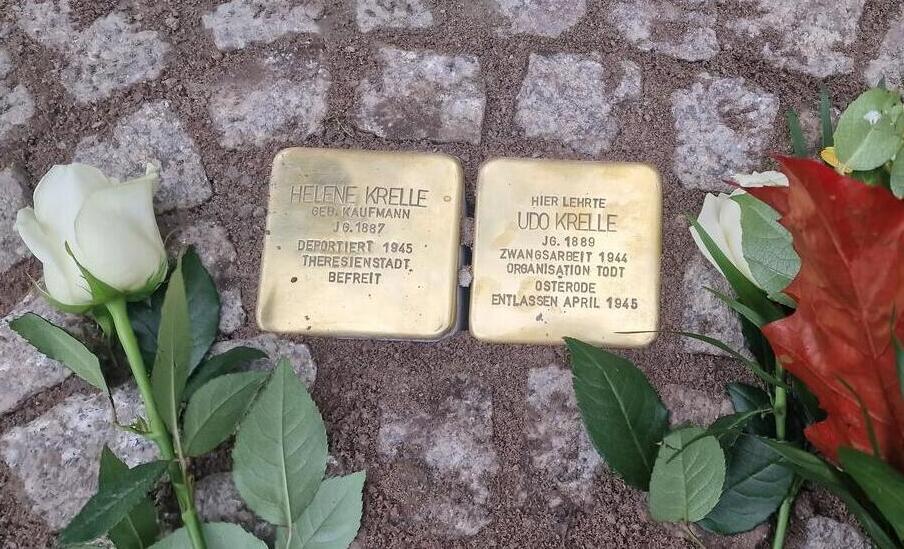 HELENE KRELLE
GEB. KAUFMANN
JG. 1887
DEPORTIERT 1945
THERESIENSTADT
BEFREIT
HIER LEHRTE
UDO KRELLE
JG. 1889
ZWANGSARBEIT 1944
ORGANISATION TODT
OSTERODE
ENTLASSEN APRIL 1945